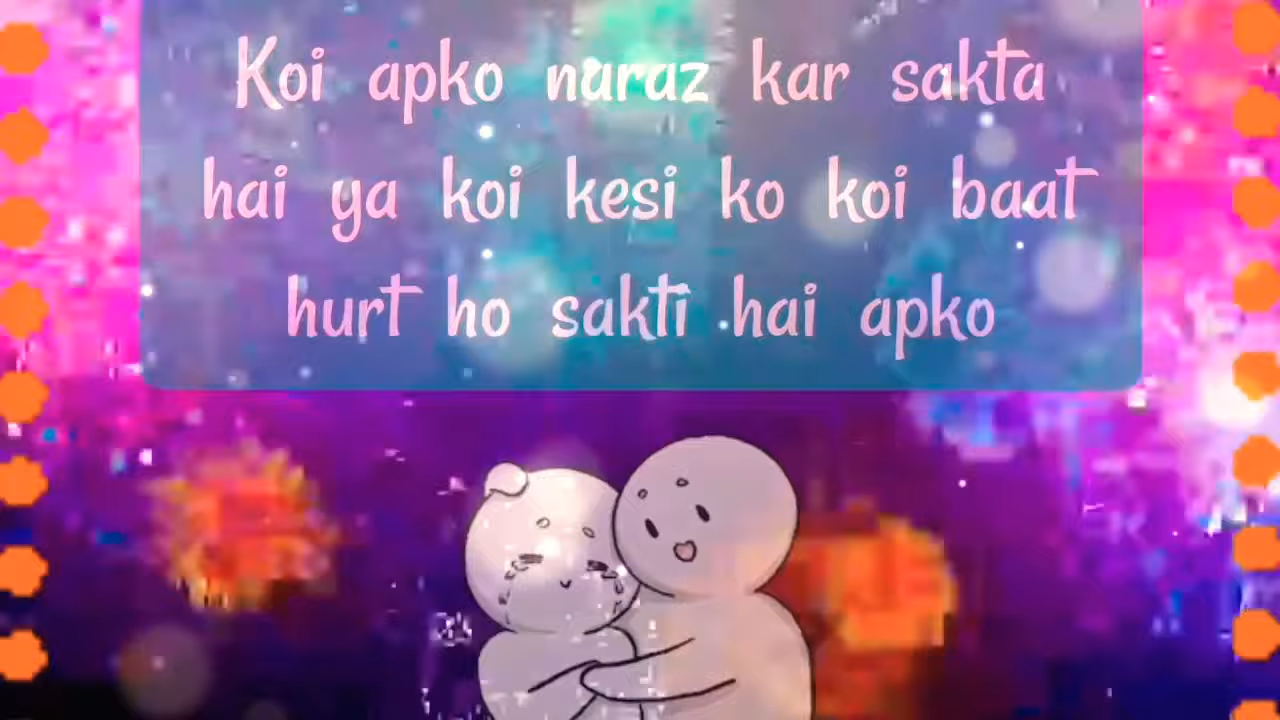 Koi apko naraz kar sakta
hai ya koi kesi ko koi baat
hurt ho sakti hai apko